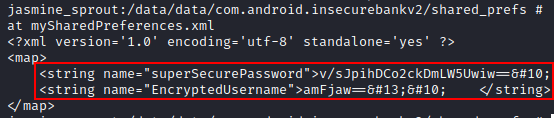 jasmine_sprout:/data/data/com.android.insecurebankv2/shared_prefs #
at mySharedPreferences.xml
<?xml version='1.0' encoding='utf-8' standalone='yes' ?>
<map>
<string name="superSecurePassword">v/sJpihDCo2ckDmLW5Uwiw==&#10;
<string name="EncryptedUsername">amFjaw==&#13;&#10;    </string>
</map>